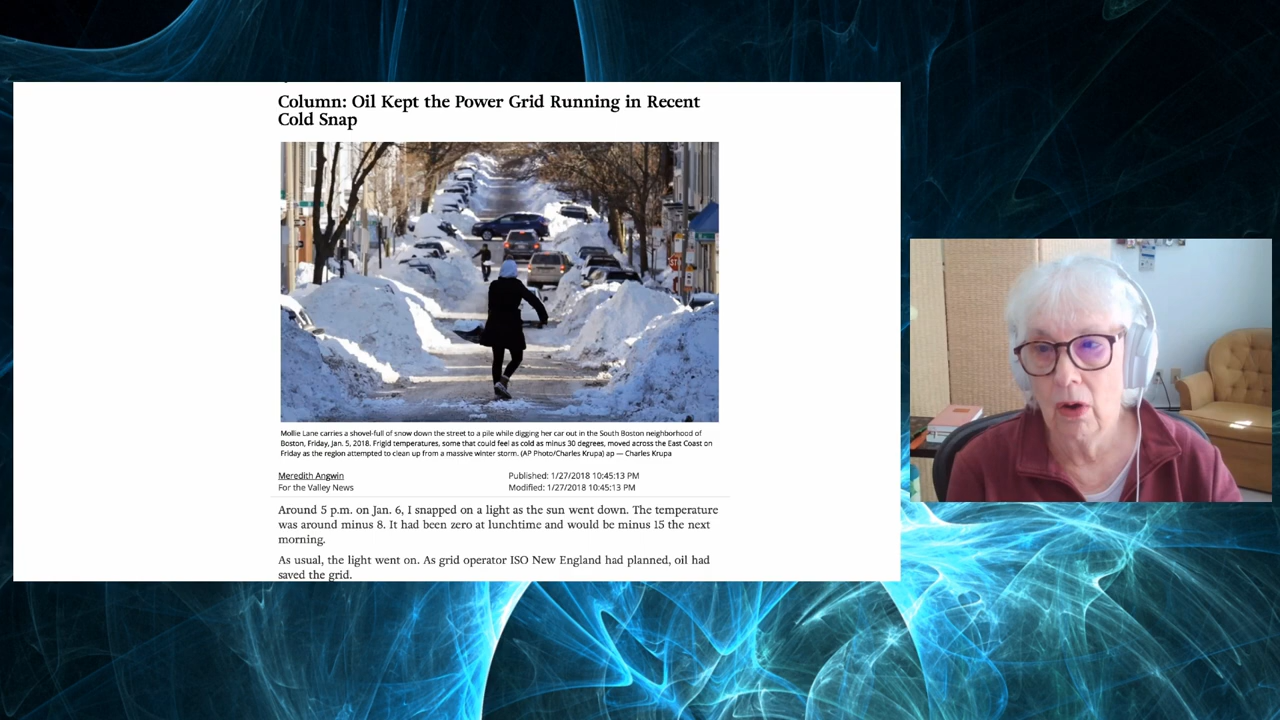 Column: Oil Kept the Power Grid Running in Recent
Cold Snap
Mollie Lane carries a shovel-full of snow down the street to a pile while digging her car out in the South Boston neighborhood of
Boston, Friday, Jan. 5, 2018. Frigid temperatures, some that could feel as cold as minus 30 degrees, moved across the East Coast on
Friday as the region attempted to clean up from a massive winter storm. (AP Photo/Charles Krupa) ap — Charles Krupa
Meredith Angwin
Published: 1/27/2018 10:45:13 PM
For the Valley News
Modified: 1/27/2018 10:45:13 PM
Around 5 p.m. on Jan. 6, I snapped on a light as the sun went down. The temperature
was around minus 8. It had been zero at lunchtime and would be minus 15 the next
morning.
As usual, the light went on. As grid operator ISO New England had planned, oil had
saved the grid.